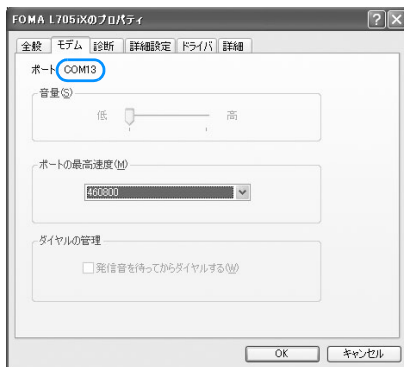 FOMA L705iXのプロパティ
全般 モデム 診断 詳細設定 ドライバ 詳細
ポート: COM13
音量(S)
低 高
ポートの最高速度(M)
460800
ダイヤルの管理
発信音を待ってからダイヤルする(W)
OK キャンセル